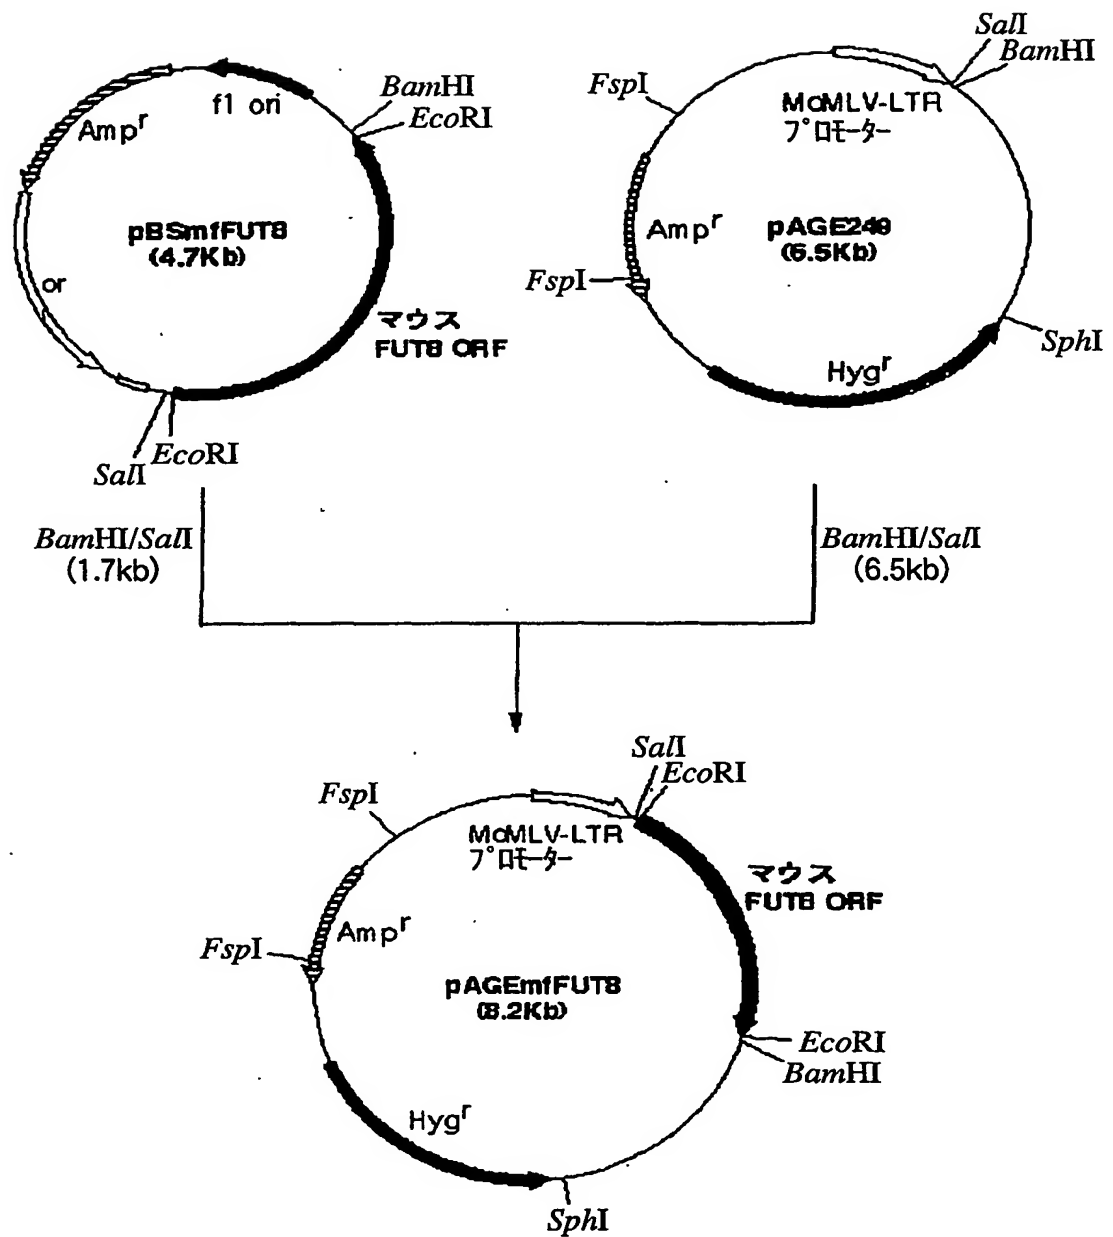 BamHI
EcoRI
f1 ori
Ampr
pBSmfFUT8
(4.7Kb)
or
マウス
FUT8 ORF
SalI
EcoRI
SalI
BamHI
FspI
MoMLV-LTR
プロモーター
Ampr
pAGE249
(6.5Kb)
FspI
SphI
Hygr
BamHI/SalI
(1.7kb)
BamHI/SalI
(6.5kb)
SalI
EcoRI
FspI
MoMLV-LTR
プロモーター
マウス
FUT8 ORF
Ampr
FspI
pAGEmfFUT8
(8.2Kb)
EcoRI
BamHI
Hygr
SphI